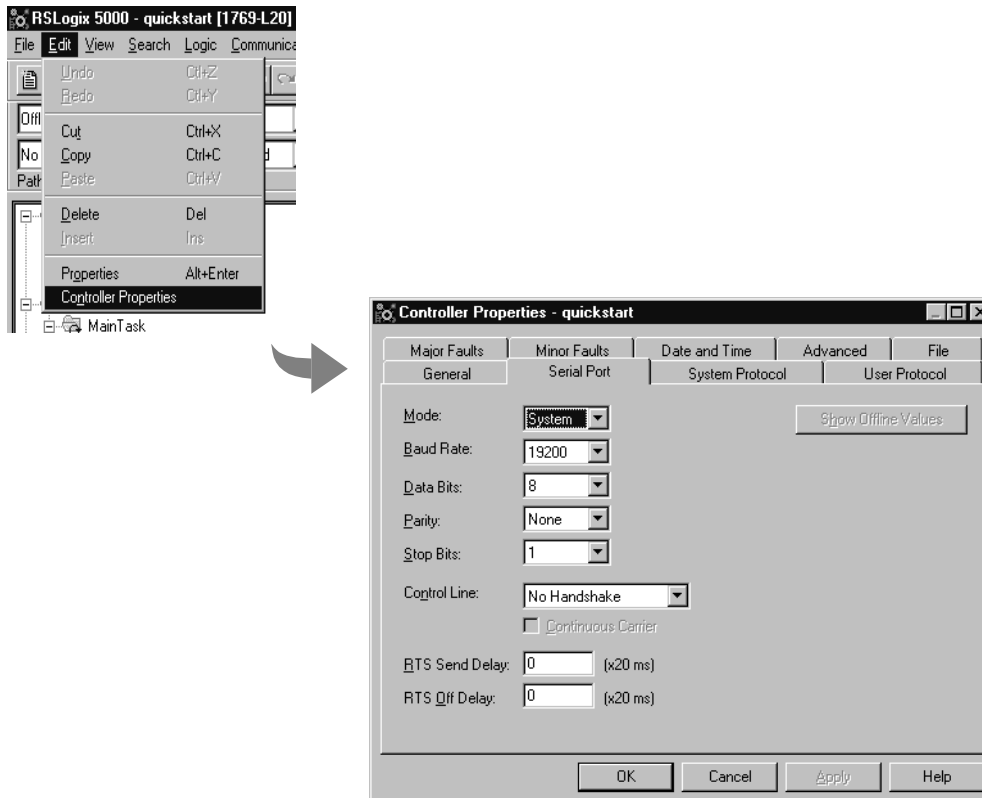 RSLogix 5000 - quickstart [1769-L20]
File Edit View Search Logic Communica
Undo Ctl+Z
Redo Ctl+Y
Offl
Cut Ctrl+X
No Copy Ctrl+C d
Path Paste Ctrl+V
Delete Del
Insert Ins
Properties Alt+Enter
Controller Properties
MainTask
Controller Properties - quickstart
Major Faults Minor Faults Date and Time Advanced File
General Serial Port System Protocol User Protocol
Mode: System Show Offline Values
Baud Rate: 19200
Data Bits: 8
Parity: None
Stop Bits: 1
Control Line: No Handshake
Continuous Carrier
RTS Send Delay: 0 (x20 ms)
RTS Off Delay: 0 (x20 ms)
OK Cancel Apply Help